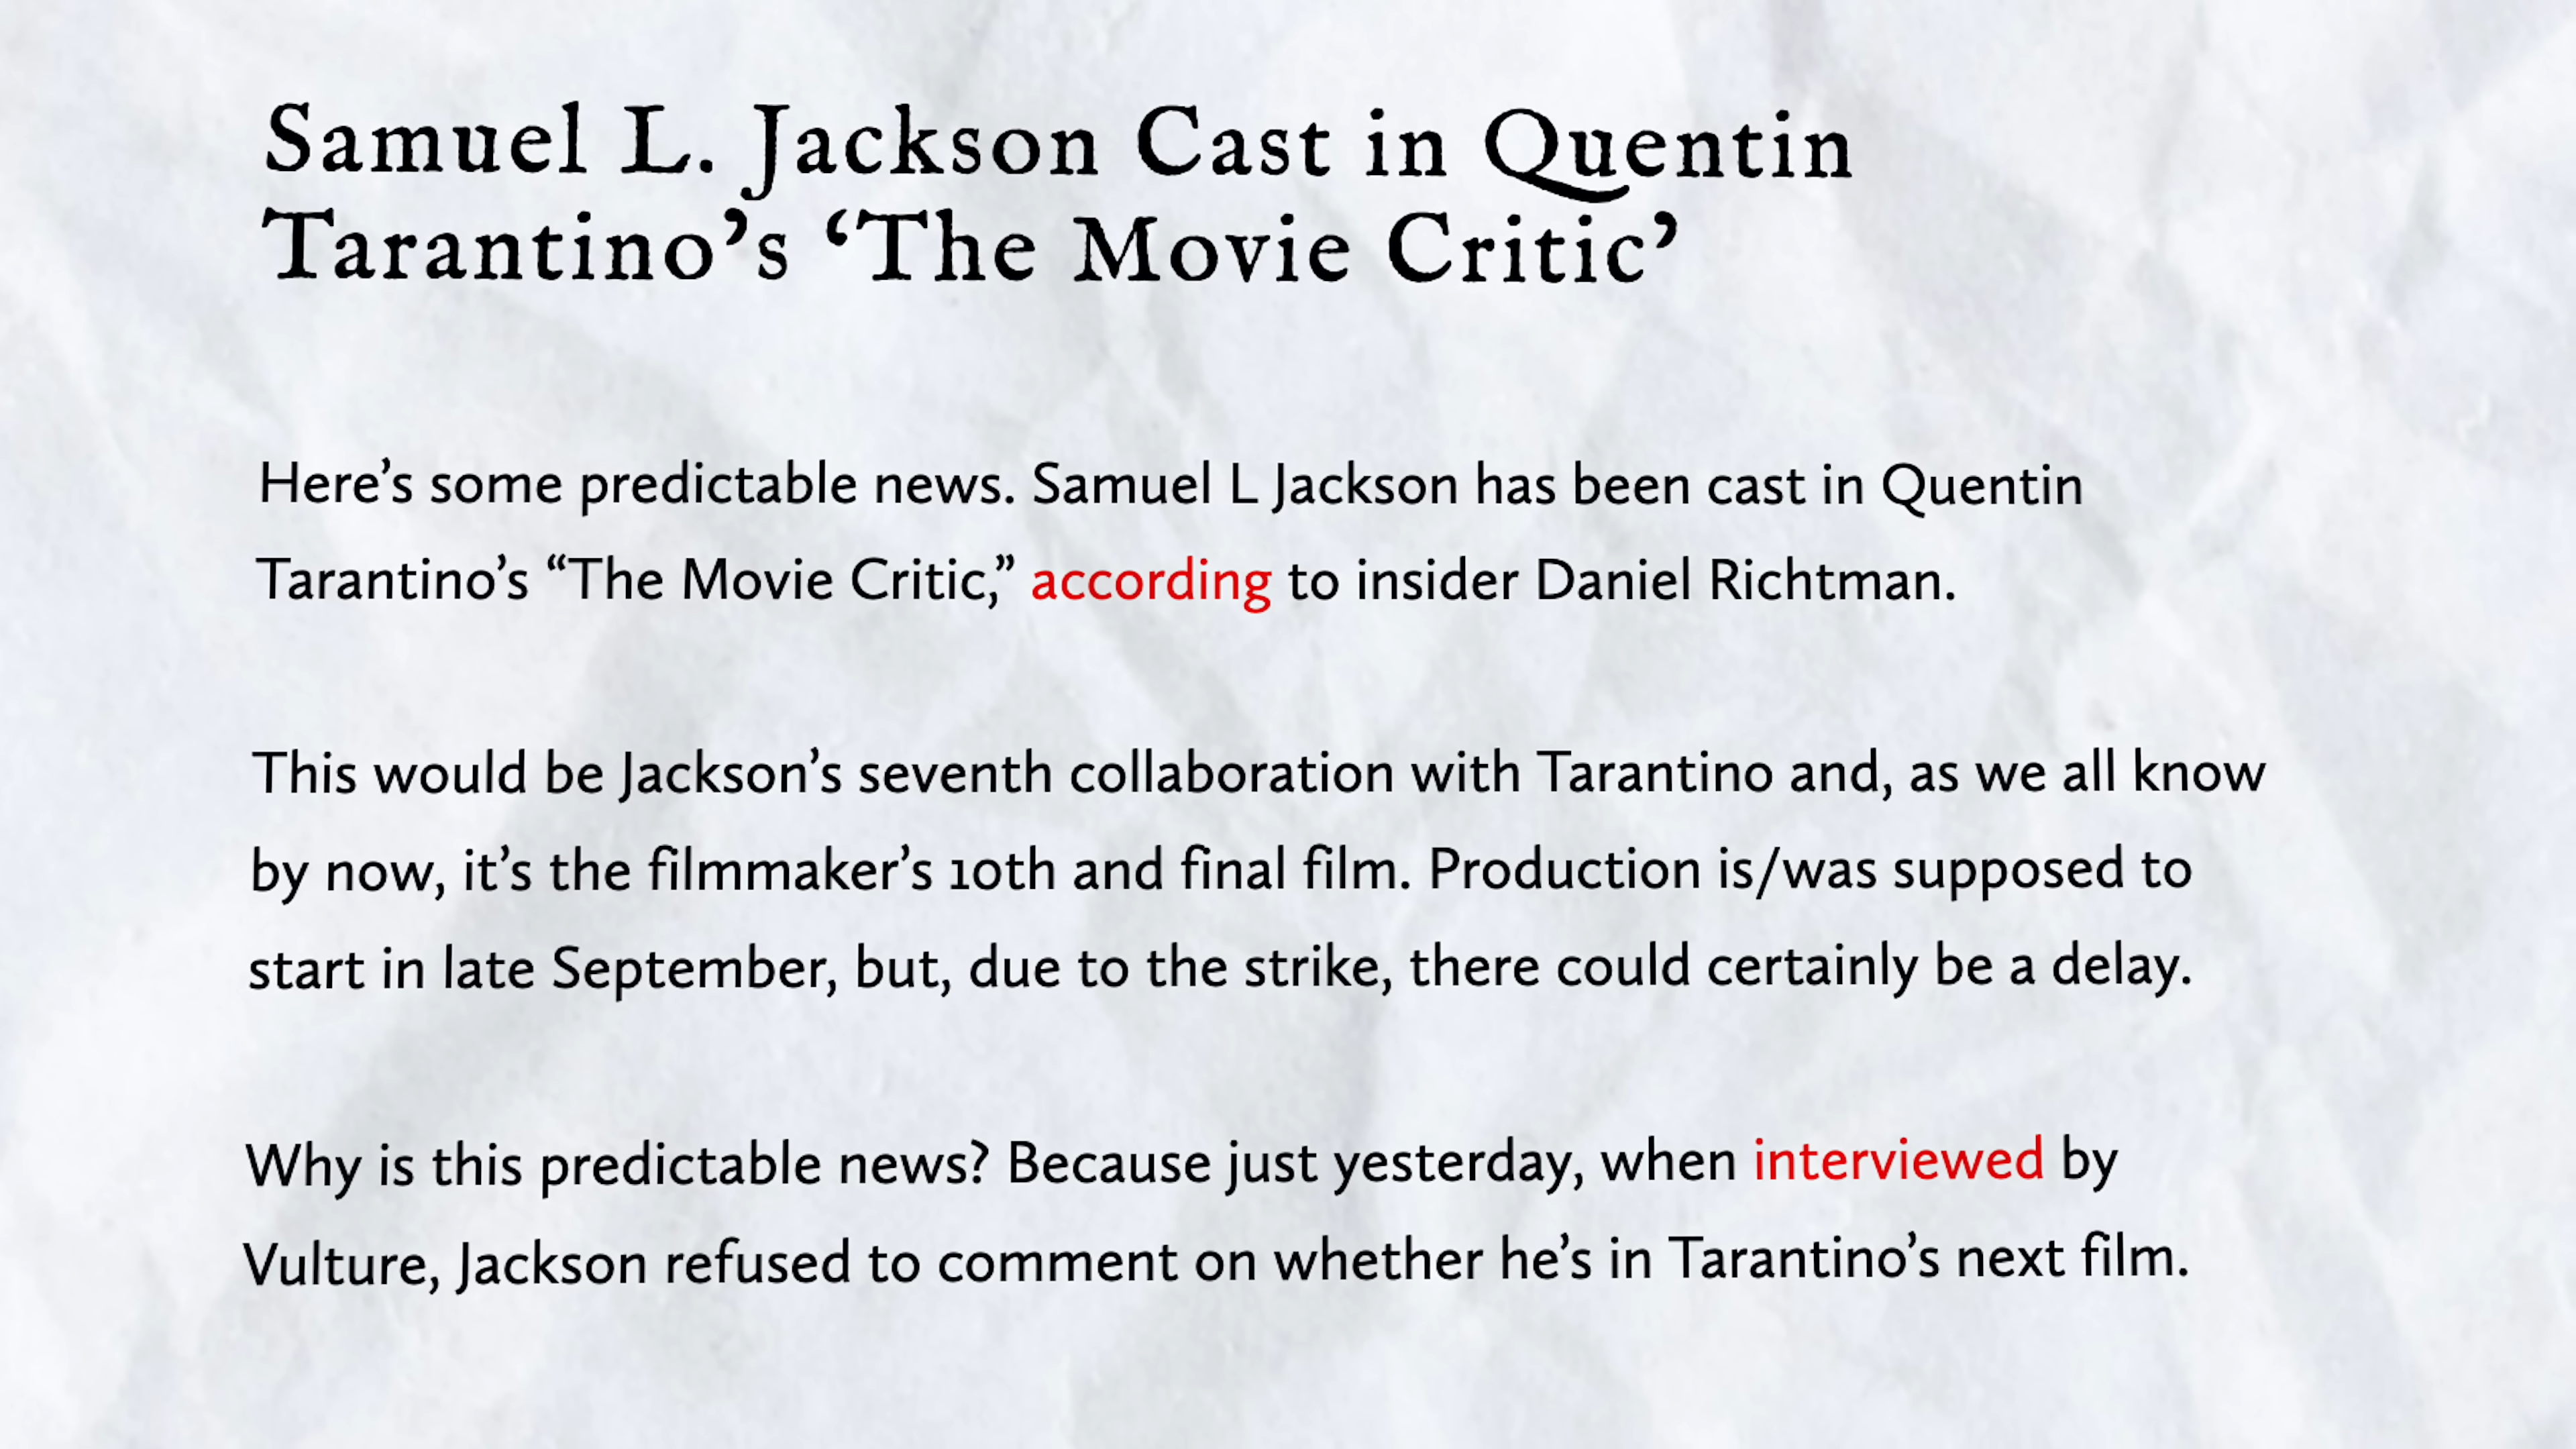 Samuel L. Jackson Cast in Quentin
Tarantino’s ‘The Movie Critic’
Here’s some predictable news. Samuel L Jackson has been cast in Quentin
Tarantino’s “The Movie Critic,” according to insider Daniel Richtman.
This would be Jackson’s seventh collaboration with Tarantino and, as we all know
by now, it’s the filmmaker’s 10th and final film. Production is/was supposed to
start in late September, but, due to the strike, there could certainly be a delay.
Why is this predictable news? Because just yesterday, when interviewed by
Vulture, Jackson refused to comment on whether he’s in Tarantino’s next film.